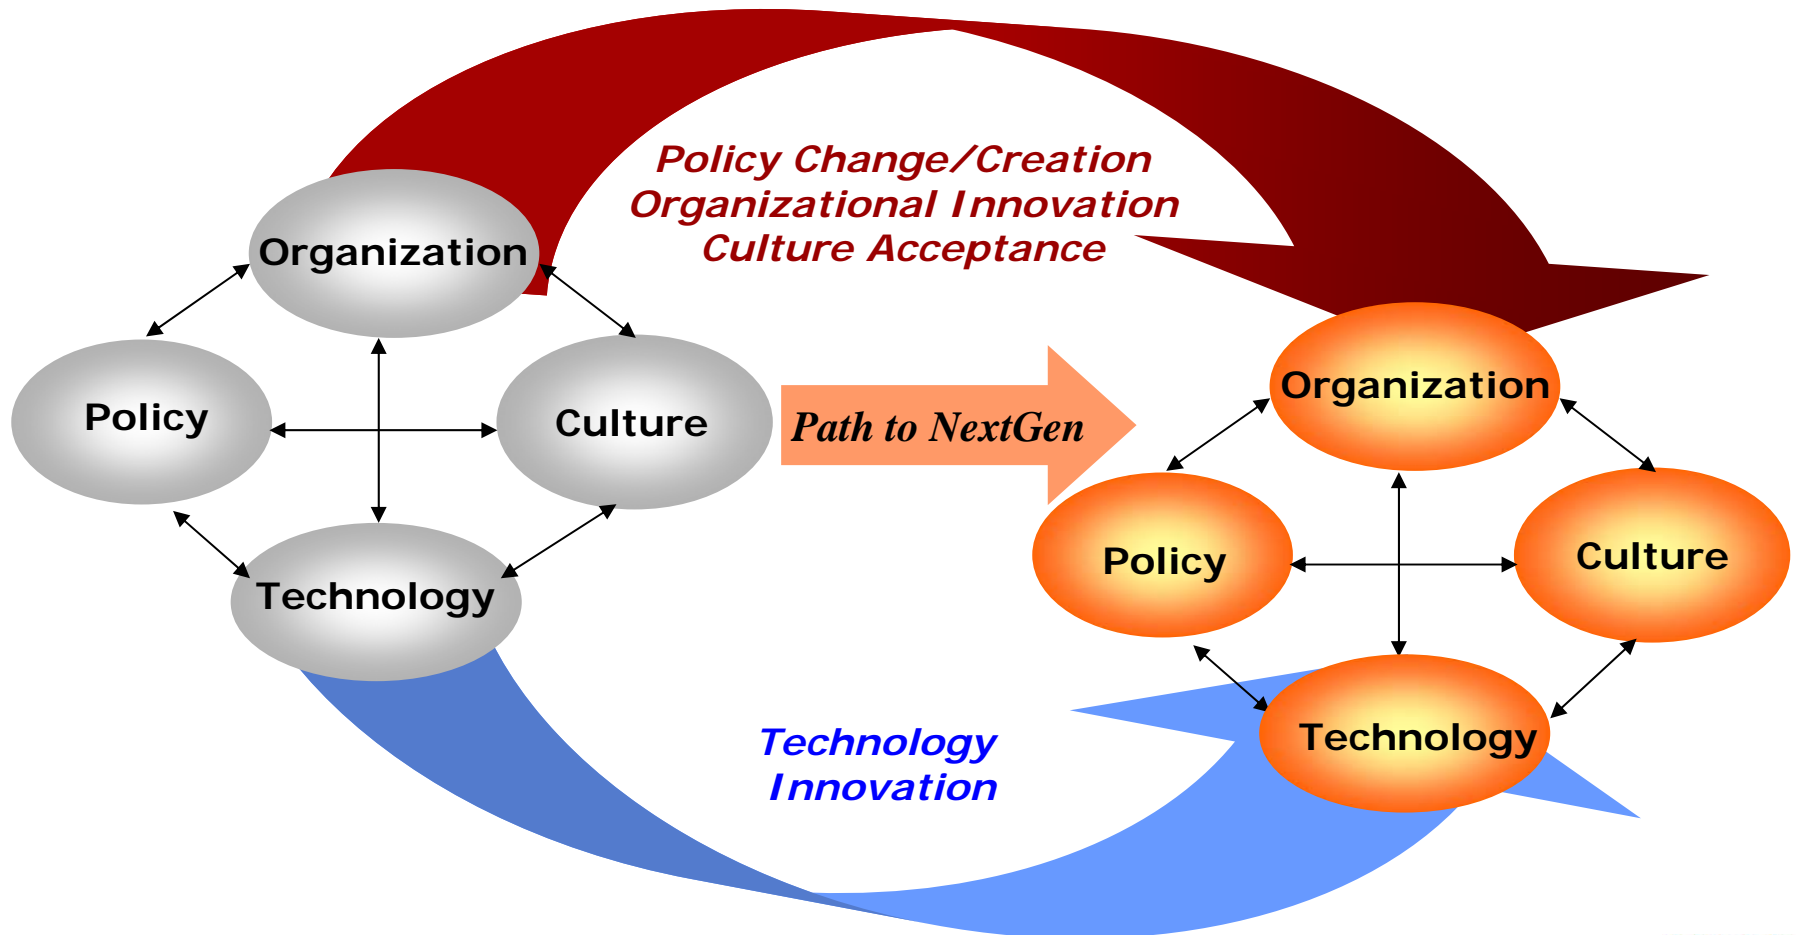 Policy Change/Creation
Organizational Innovation
Culture Acceptance
Organization
Policy
Culture
Technology
Path to NextGen
Organization
Policy
Culture
Technology
Technology
Innovation